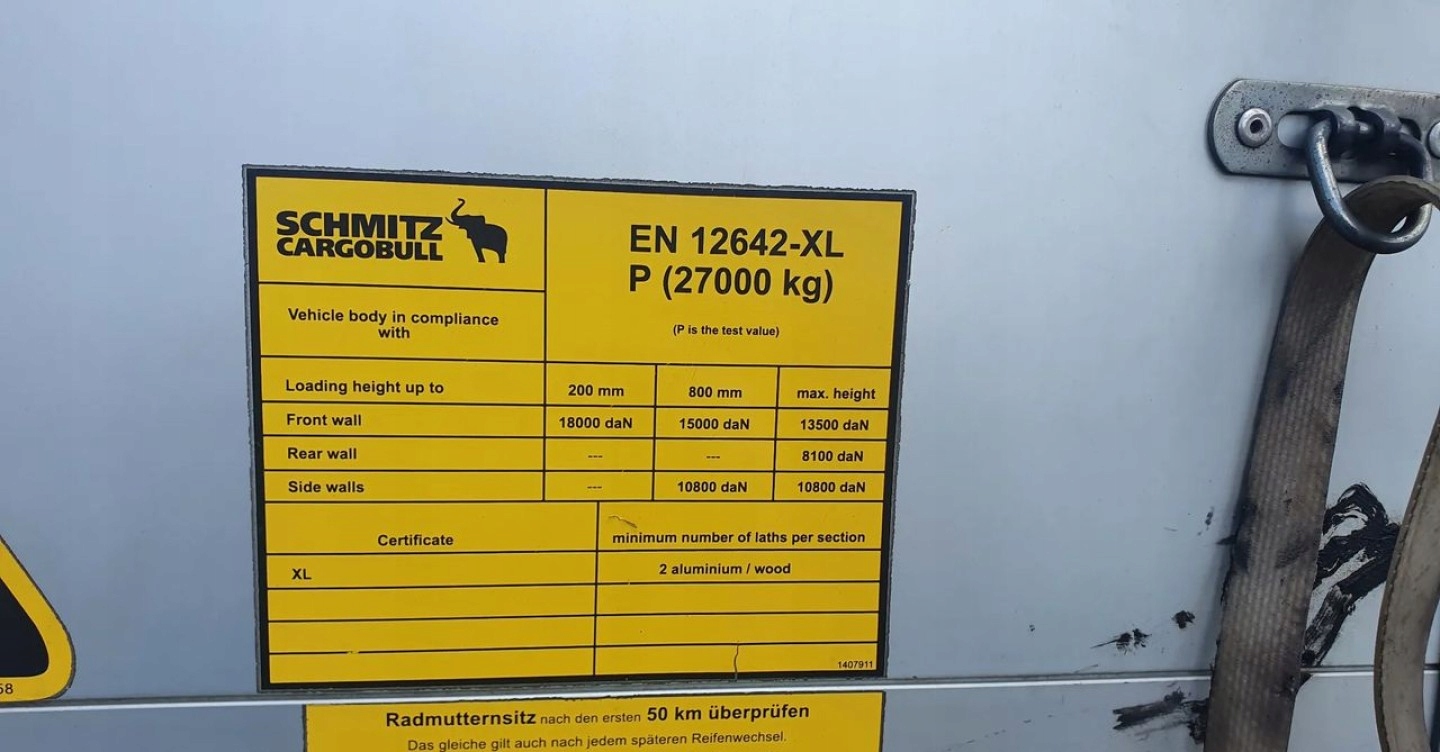 SCHMITZ
CARGOBULL
EN 12642-XL
P (27000 kg)
(P is the test value)
Vehicle body in compliance
with
Loading height up to 200 mm 800 mm max. height
Front wall 18000 daN 15000 daN 13500 daN
Rear wall --- --- 8100 daN
Side walls --- 10800 daN 10800 daN
Certificate minimum number of laths per section
XL 2 aluminium / wood
1407911
58
Radmutternsitz nach den ersten 50 km überprüfen
Das gleiche gilt auch nach jedem späteren Reifenwechsel.